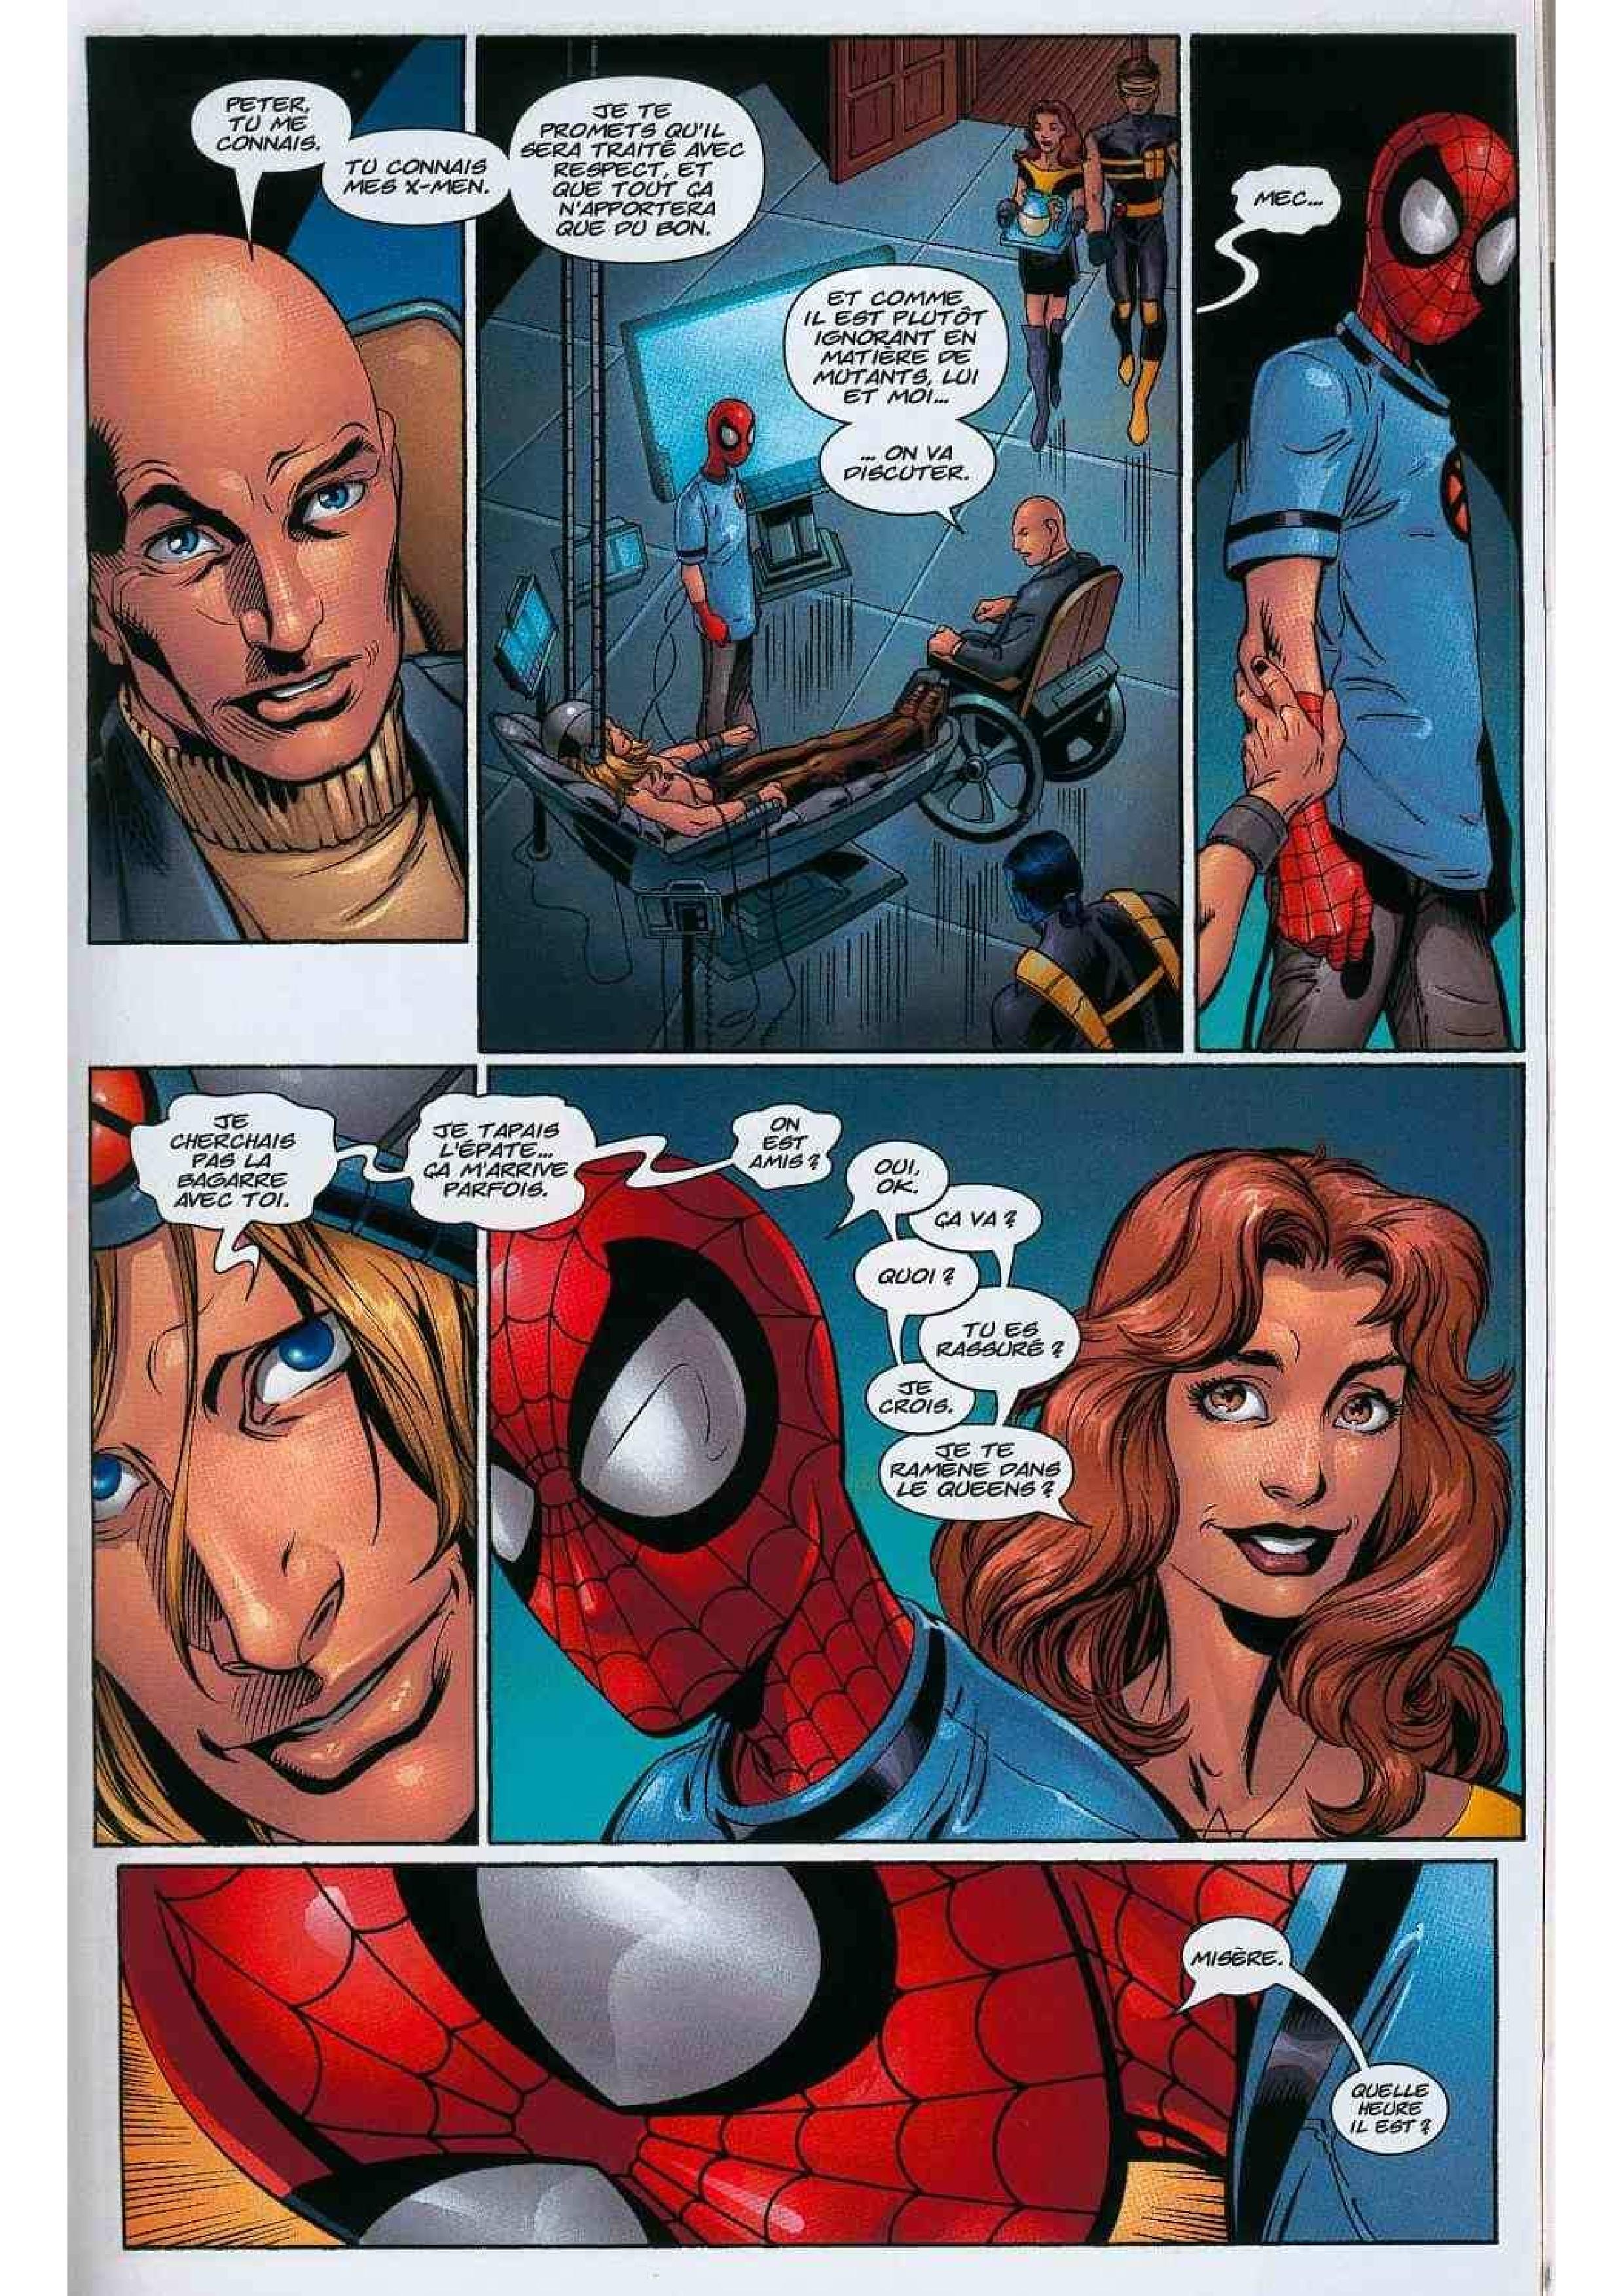 PETER,
TU ME
CONNAIS.
TU CONNAIS
MES X-MEN.
JE TE
PROMETS QU'IL
SERA TRAITÉ AVEC
RESPECT, ET
QUE TOUT ÇA
N'APPORTERA
QUE DU BON.
ET COMME
IL EST PLUTÔT
IGNORANT EN
MATIÈRE DE
MUTANTS, LUI
ET MOI...
... ON VA
DISCUTER.
MEC...
JE
CHERCHAIS
PAS LA
BAGARRE
AVEC TOI.
JE TAPAIS
L'ÉPATE...
ÇA M'ARRIVE
PARFOIS.
ON
EST
AMIS ?
OUI,
OK.
ÇA VA ?
QUOI ?
TU ES
RASSURÉ ?
JE
CROIS.
JE TE
RAMÈNE DANS
LE QUEENS ?
MISÈRE.
QUELLE
HEURE
IL EST ?